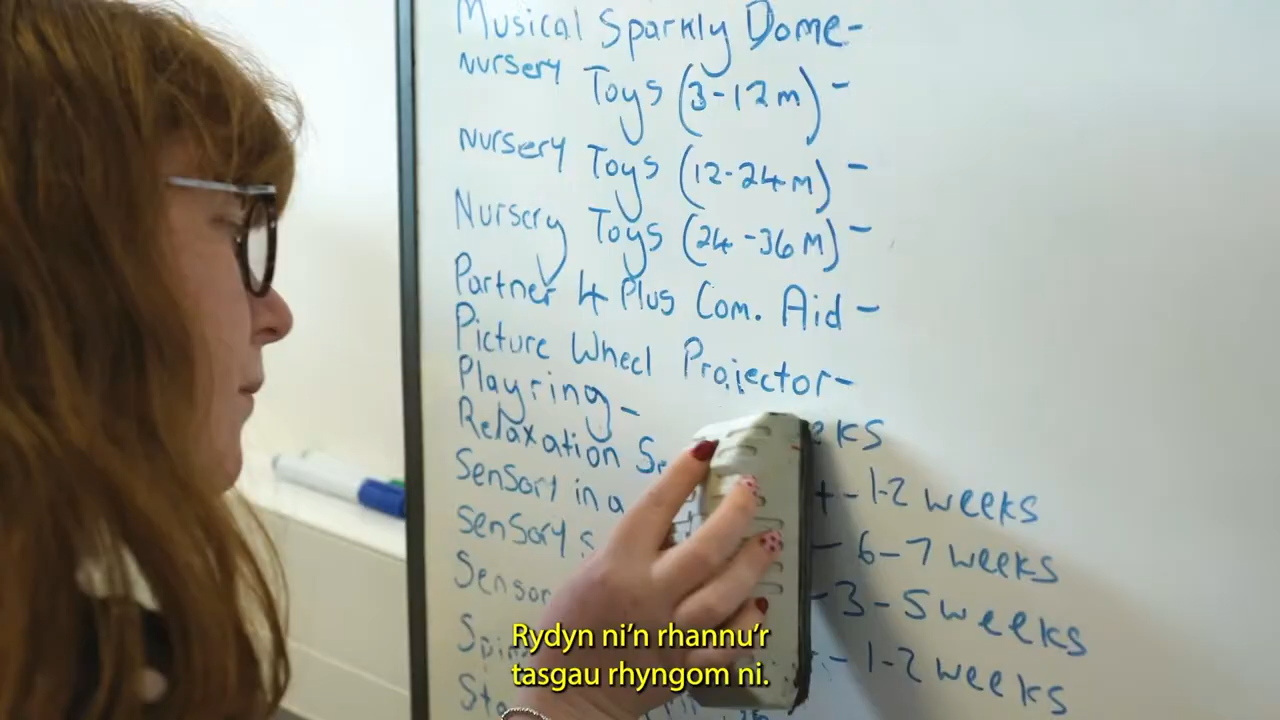 Musical Sparkly Dome-
Nursery Toys (3-12m) -
Nursery Toys (12-24m) -
Nursery Toys (24-36M) -
Partner 4 Plus Com. Aid -
Picture Wheel Projector-
Playring -
Relaxation
Sensory in a - 1-2 weeks
Sensory - 6-7 weeks
- 3-5 weeks
- 1-2 weeks
Rydyn ni'n rhannu'r
tasgau rhyngom ni.